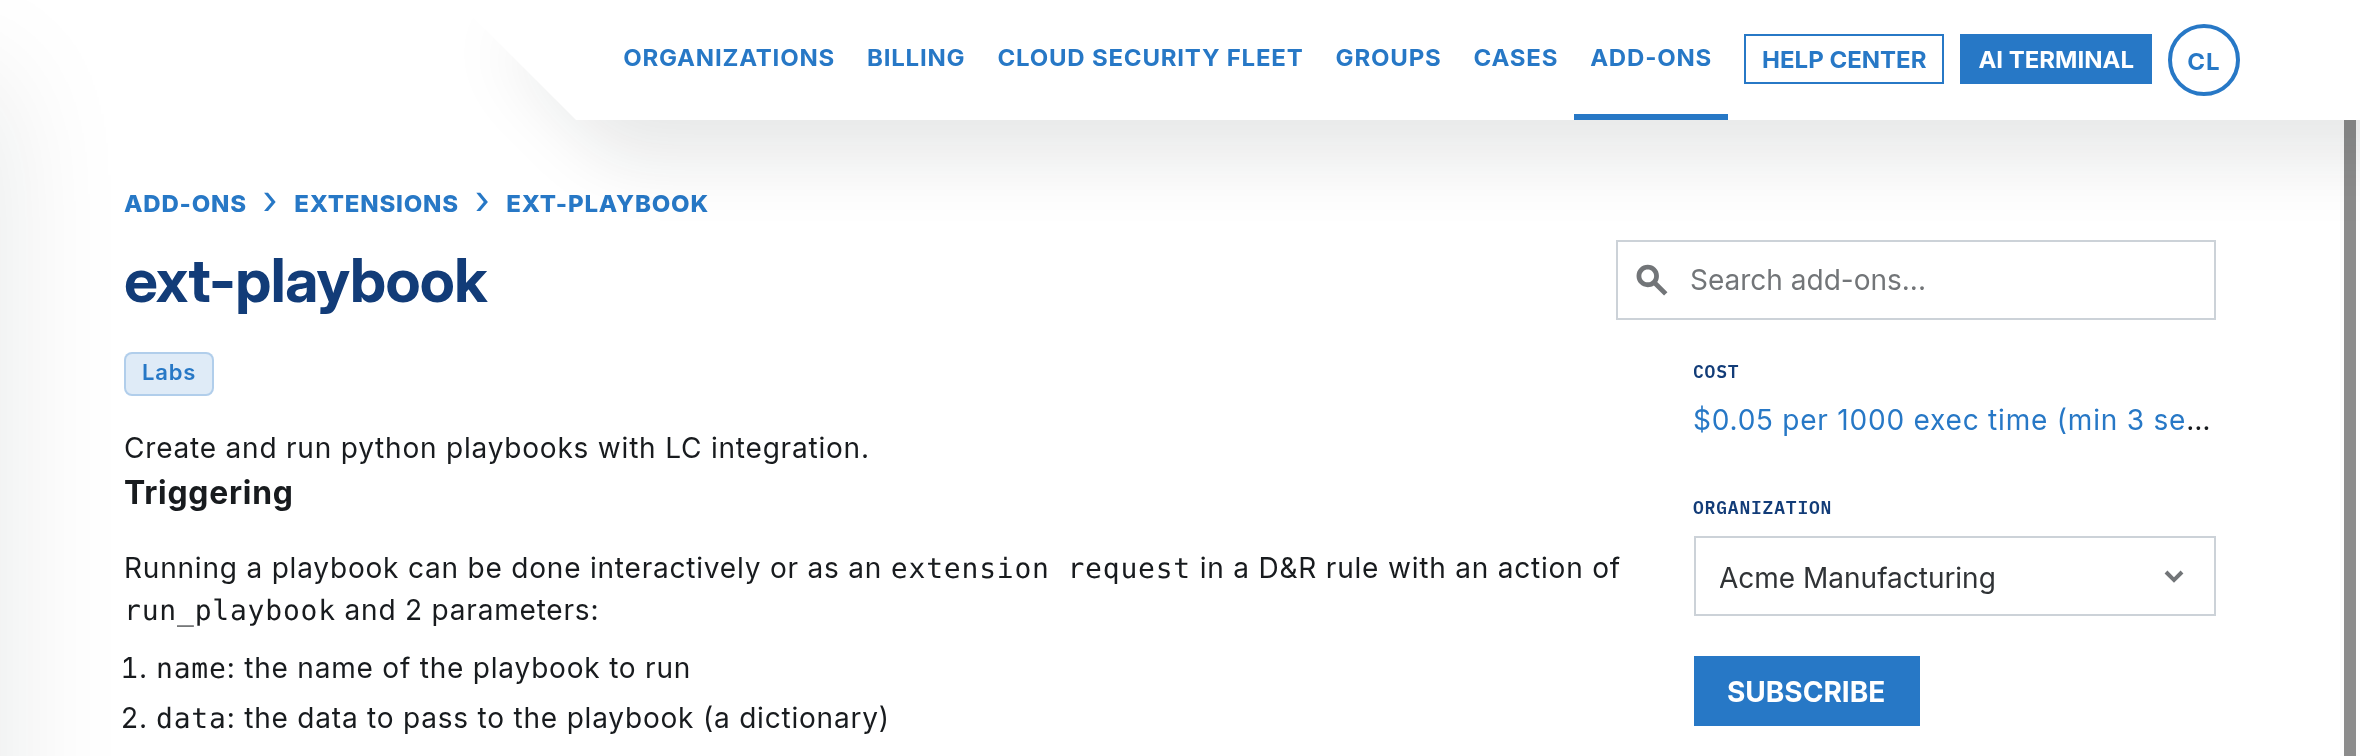 ORGANIZATIONS BILLING CLOUD SECURITY FLEET GROUPS CASES ADD-ONS HELP CENTER AI TERMINAL CL
ADD-ONS > EXTENSIONS > EXT-PLAYBOOK
ext-playbook
Search add-ons...
Labs
COST
$0.05 per 1000 exec time (min 3 se...
Create and run python playbooks with LC integration.
Triggering
ORGANIZATION
Acme Manufacturing
Running a playbook can be done interactively or as an extension request in a D&R rule with an action of
run_playbook and 2 parameters:
1. name: the name of the playbook to run
2. data: the data to pass to the playbook (a dictionary)
SUBSCRIBE